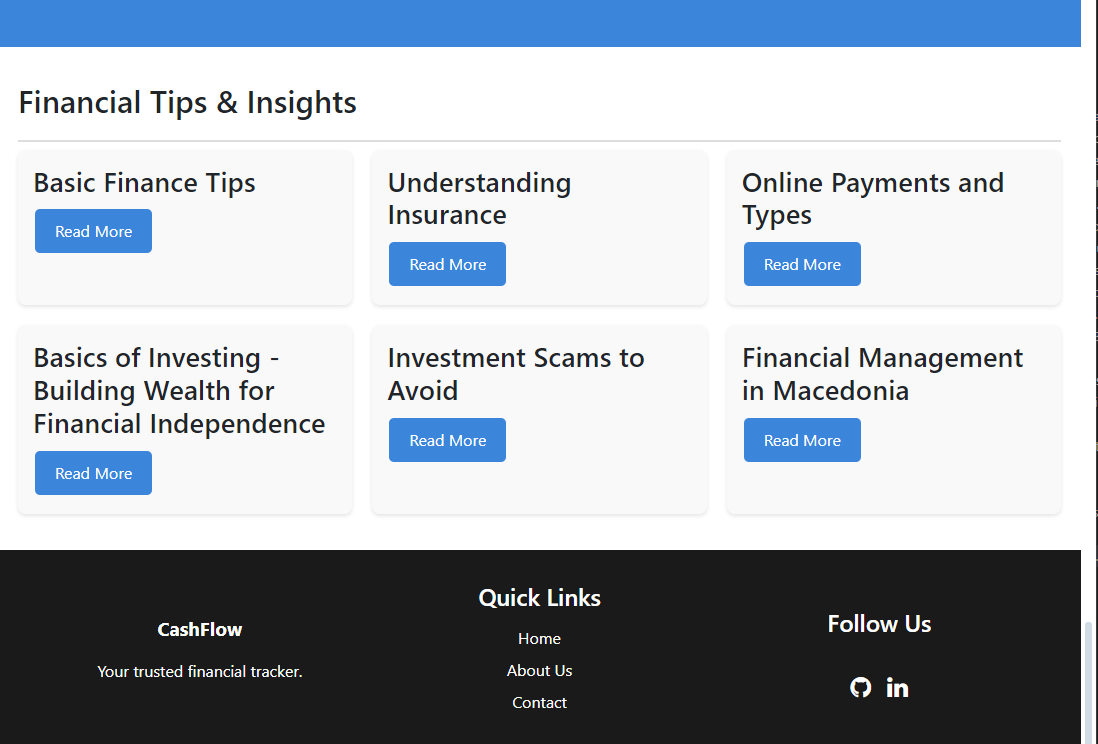 Financial Tips & Insights
Basic Finance Tips
Read More
Understanding
Insurance
Read More
Online Payments and
Types
Read More
Basics of Investing -
Building Wealth for
Financial Independence
Read More
Investment Scams to
Avoid
Read More
Financial Management
in Macedonia
Read More
CashFlow
Your trusted financial tracker.
Quick Links
Home
About Us
Contact
Follow Us
in